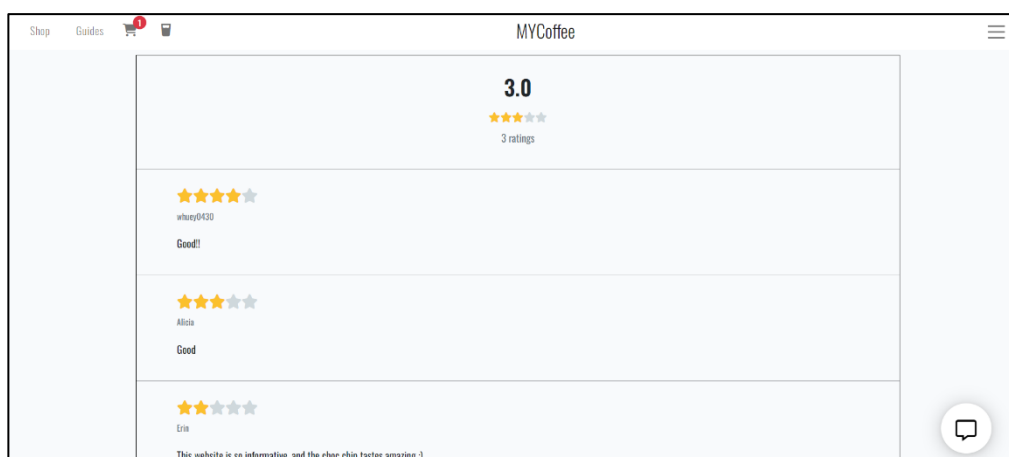 Shop Guides 1 MYCoffee
3.0
3 ratings
whuey0430
Good!!
Alicia
Good
Erin
This website is so informative, and the choc chip tastes amazing :)